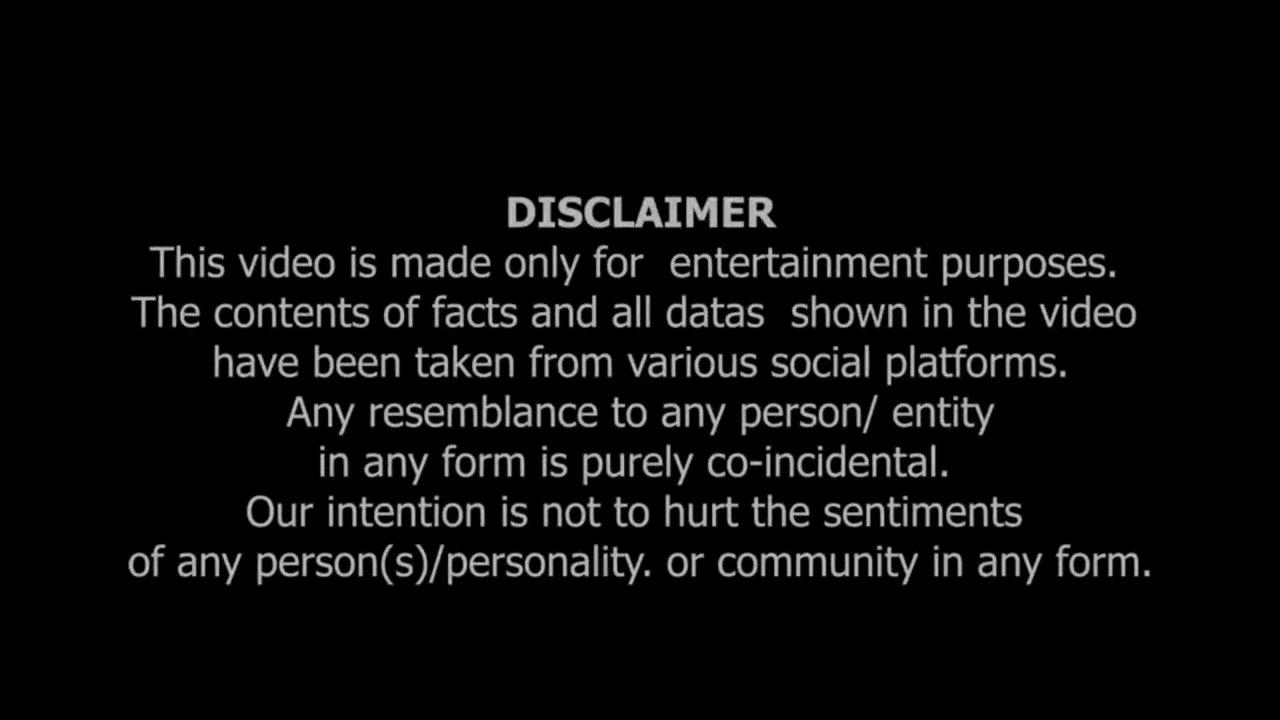 DISCLAIMER
This video is made only for  entertainment purposes.
The contents of facts and all datas  shown in the video
have been taken from various social platforms.
Any resemblance to any person/ entity
in any form is purely co-incidental.
Our intention is not to hurt the sentiments
of any person(s)/personality. or community in any form.